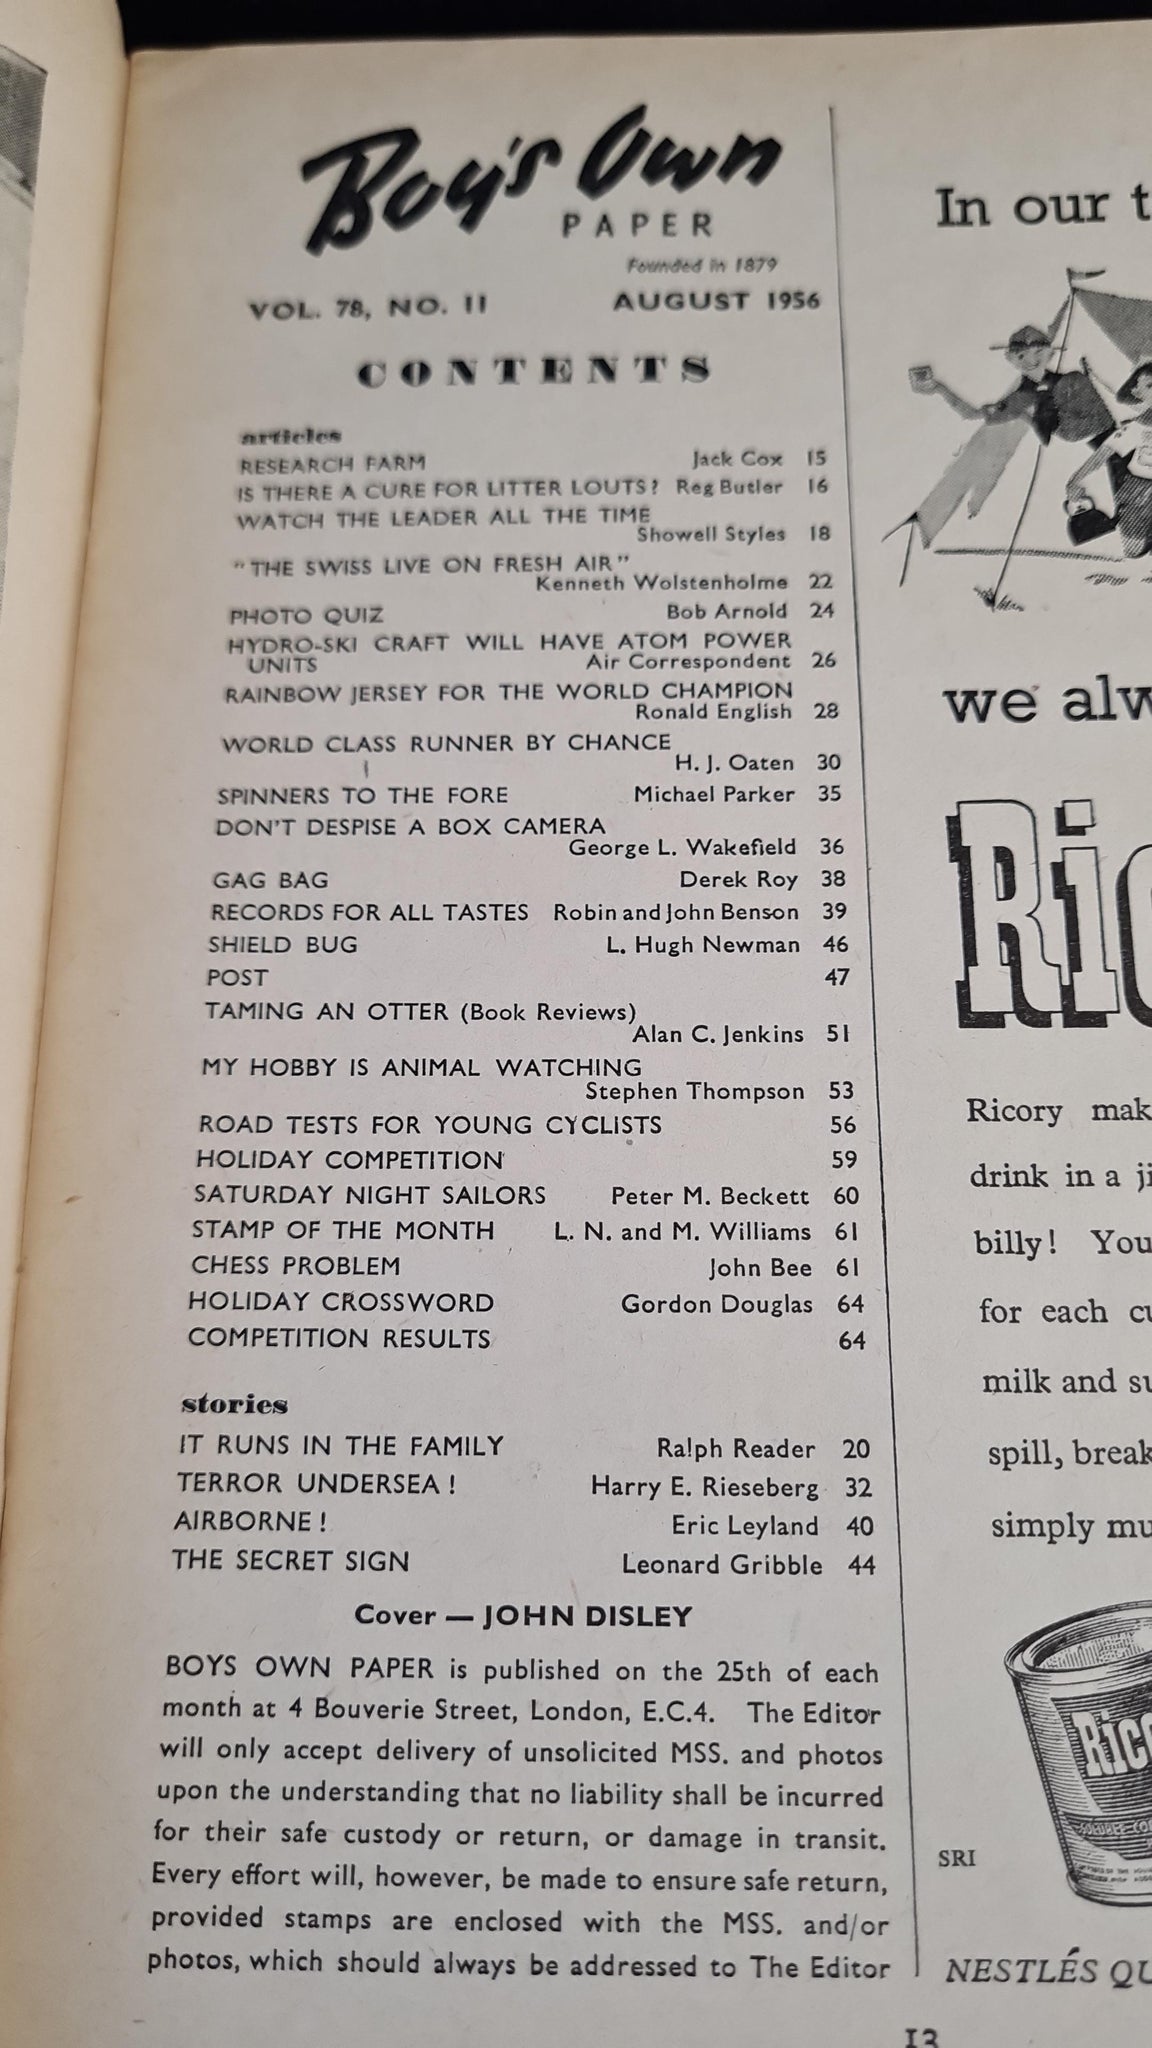 Boy's Own
PAPER
Founded in 1879
VOL. 78, NO. 11 AUGUST 1956
CONTENTS
articles
RESEARCH FARM Jack Cox 15
IS THERE A CURE FOR LITTER LOUTS? Reg Butler 16
WATCH THE LEADER ALL THE TIME
Showell Styles 18
"THE SWISS LIVE ON FRESH AIR"
Kenneth Wolstenholme 22
PHOTO QUIZ Bob Arnold 24
HYDRO-SKI CRAFT WILL HAVE ATOM POWER
UNITS Air Correspondent 26
RAINBOW JERSEY FOR THE WORLD CHAMPION
Ronald English 28
WORLD CLASS RUNNER BY CHANCE
H. J. Oaten 30
SPINNERS TO THE FORE Michael Parker 35
DON'T DESPISE A BOX CAMERA
George L. Wakefield 36
GAG BAG Derek Roy 38
RECORDS FOR ALL TASTES Robin and John Benson 39
SHIELD BUG L. Hugh Newman 46
POST 47
TAMING AN OTTER (Book Reviews)
Alan C. Jenkins 51
MY HOBBY IS ANIMAL WATCHING
Stephen Thompson 53
ROAD TESTS FOR YOUNG CYCLISTS 56
HOLIDAY COMPETITION 59
SATURDAY NIGHT SAILORS Peter M. Beckett 60
STAMP OF THE MONTH L. N. and M. Williams 61
CHESS PROBLEM John Bee 61
HOLIDAY CROSSWORD Gordon Douglas 64
COMPETITION RESULTS 64
stories
IT RUNS IN THE FAMILY Ralph Reader 20
TERROR UNDERSEA! Harry E. Rieseberg 32
AIRBORNE! Eric Leyland 40
THE SECRET SIGN Leonard Gribble 44
Cover — JOHN DISLEY
BOYS OWN PAPER is published on the 25th of each
month at 4 Bouverie Street, London, E.C.4. The Editor
will only accept delivery of unsolicited MSS. and photos
upon the understanding that no liability shall be incurred
for their safe custody or return, or damage in transit.
Every effort will, however, be made to ensure safe return,
provided stamps are enclosed with the MSS. and/or
photos, which should always be addressed to The Editor
In our t
we alw
Ric
Ricory mak
drink in a ji
billy! You
for each cu
milk and su
spill, break
simply mu
RICO
SRI
NESTLÉS QU
13